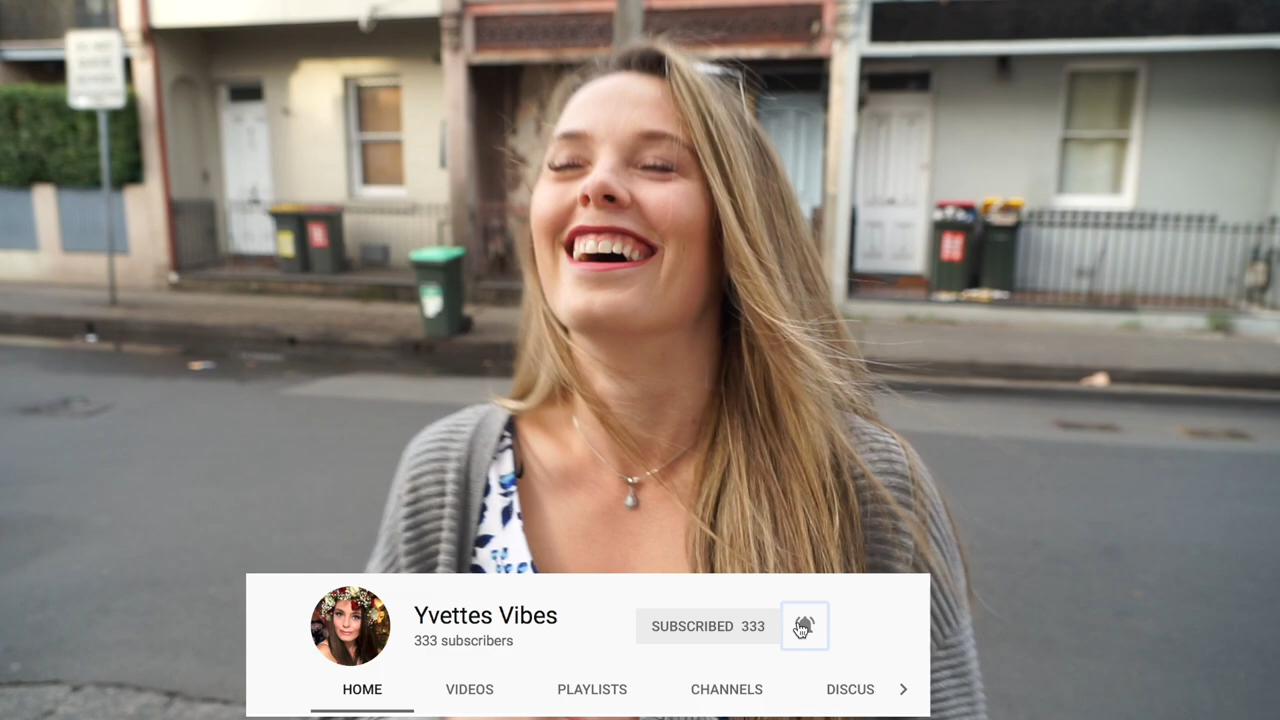 Yvettes Vibes
333 subscribers
SUBSCRIBED 333
HOME VIDEOS PLAYLISTS CHANNELS DISCUS